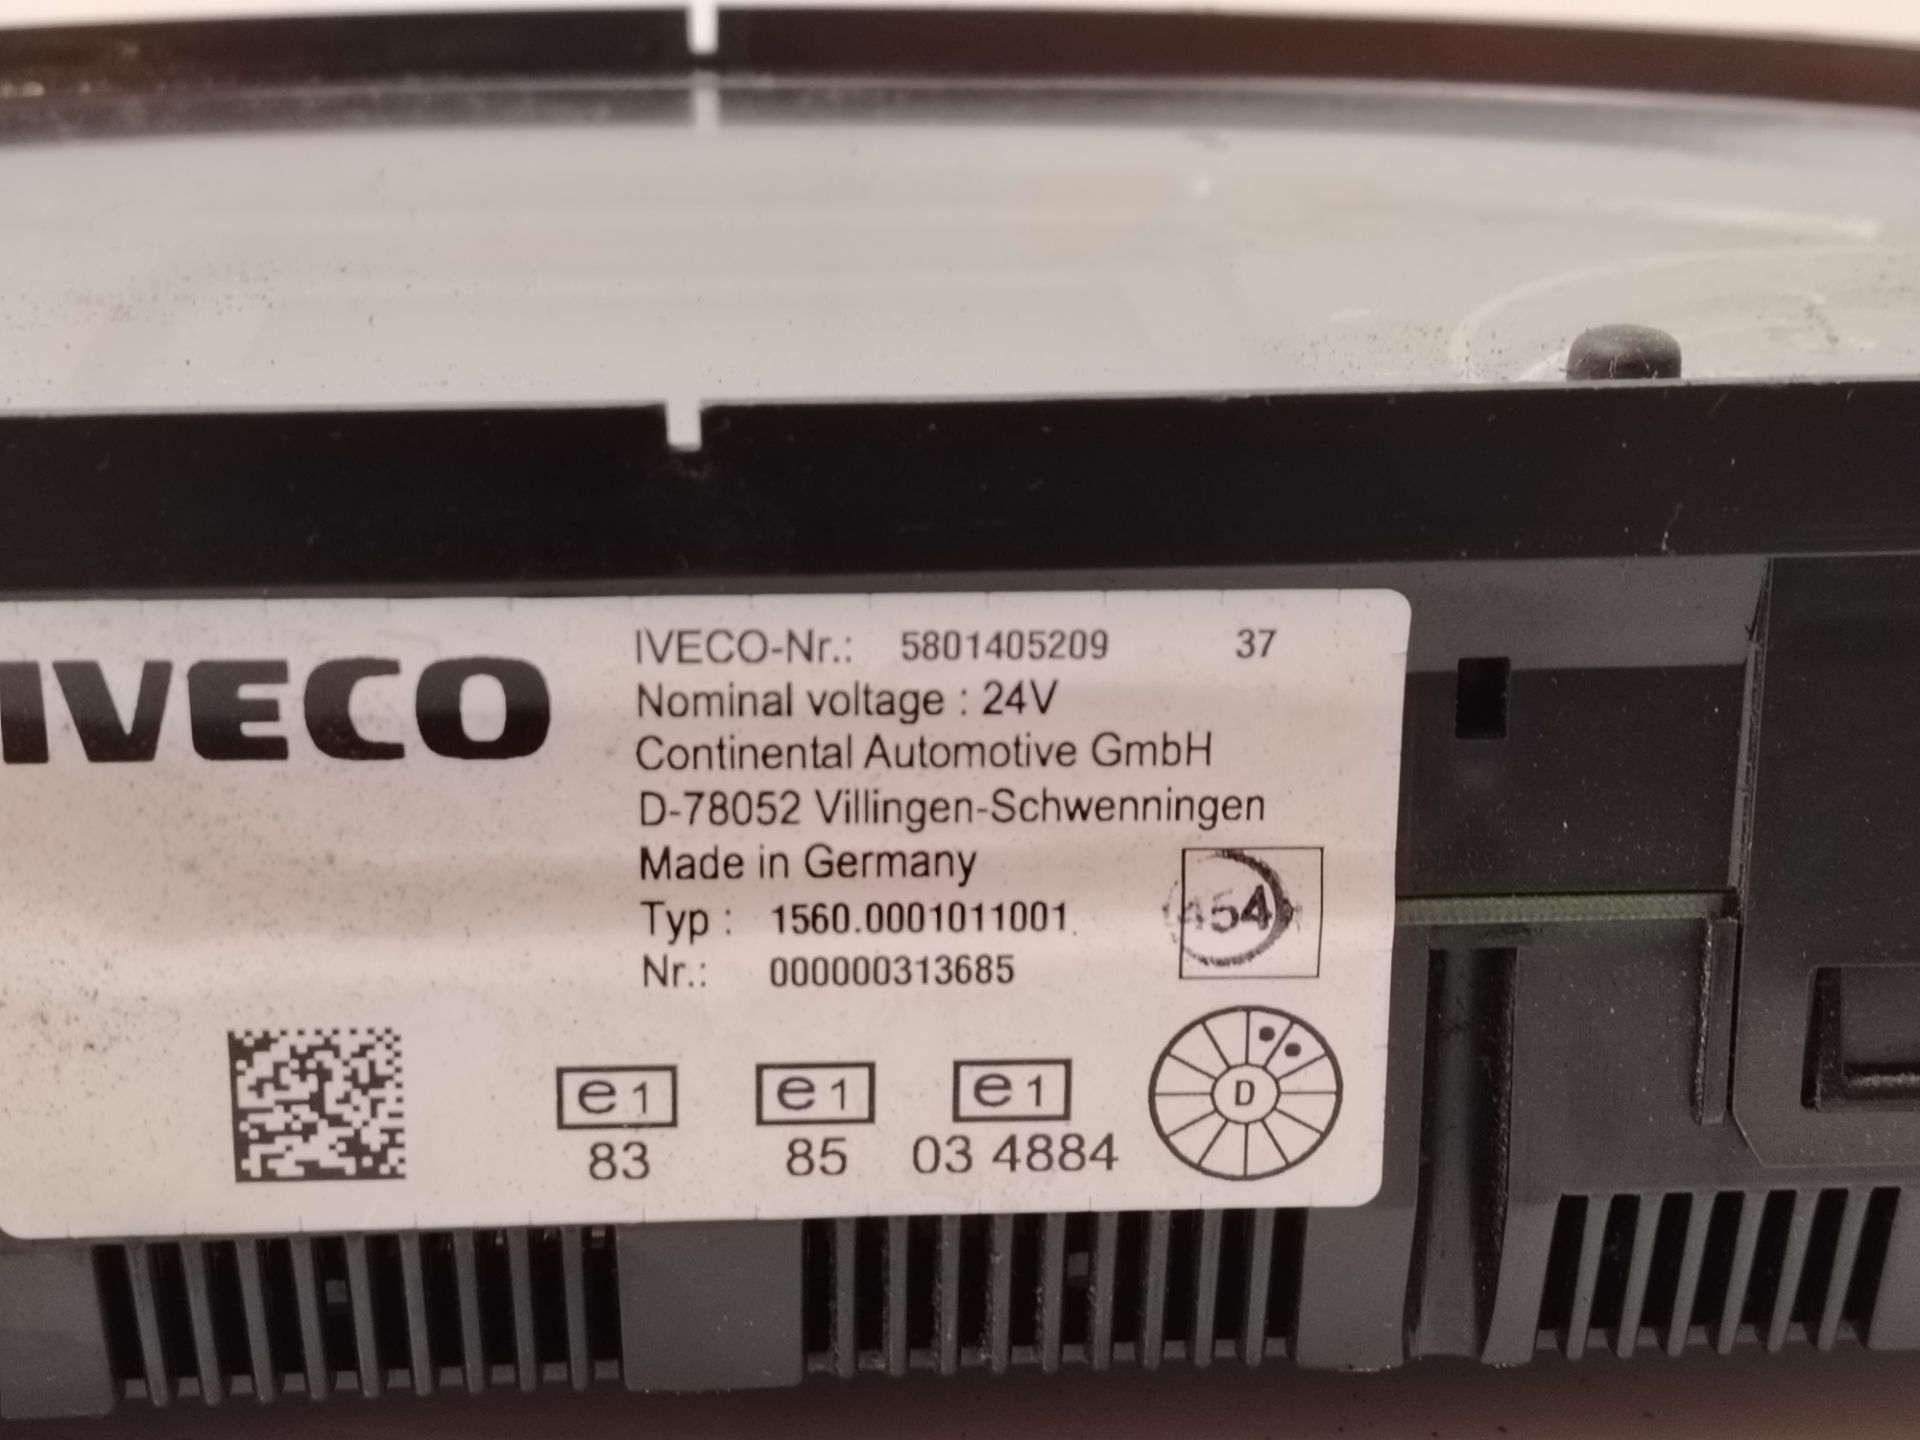 IVECO
IVECO-Nr.: 5801405209 37
Nominal voltage : 24V
Continental Automotive GmbH
D-78052 Villingen-Schwenningen
Made in Germany
Typ : 1560.0001011001
Nr.: 000000313685
454
e1 e1 e1
83 85 03 4884
D